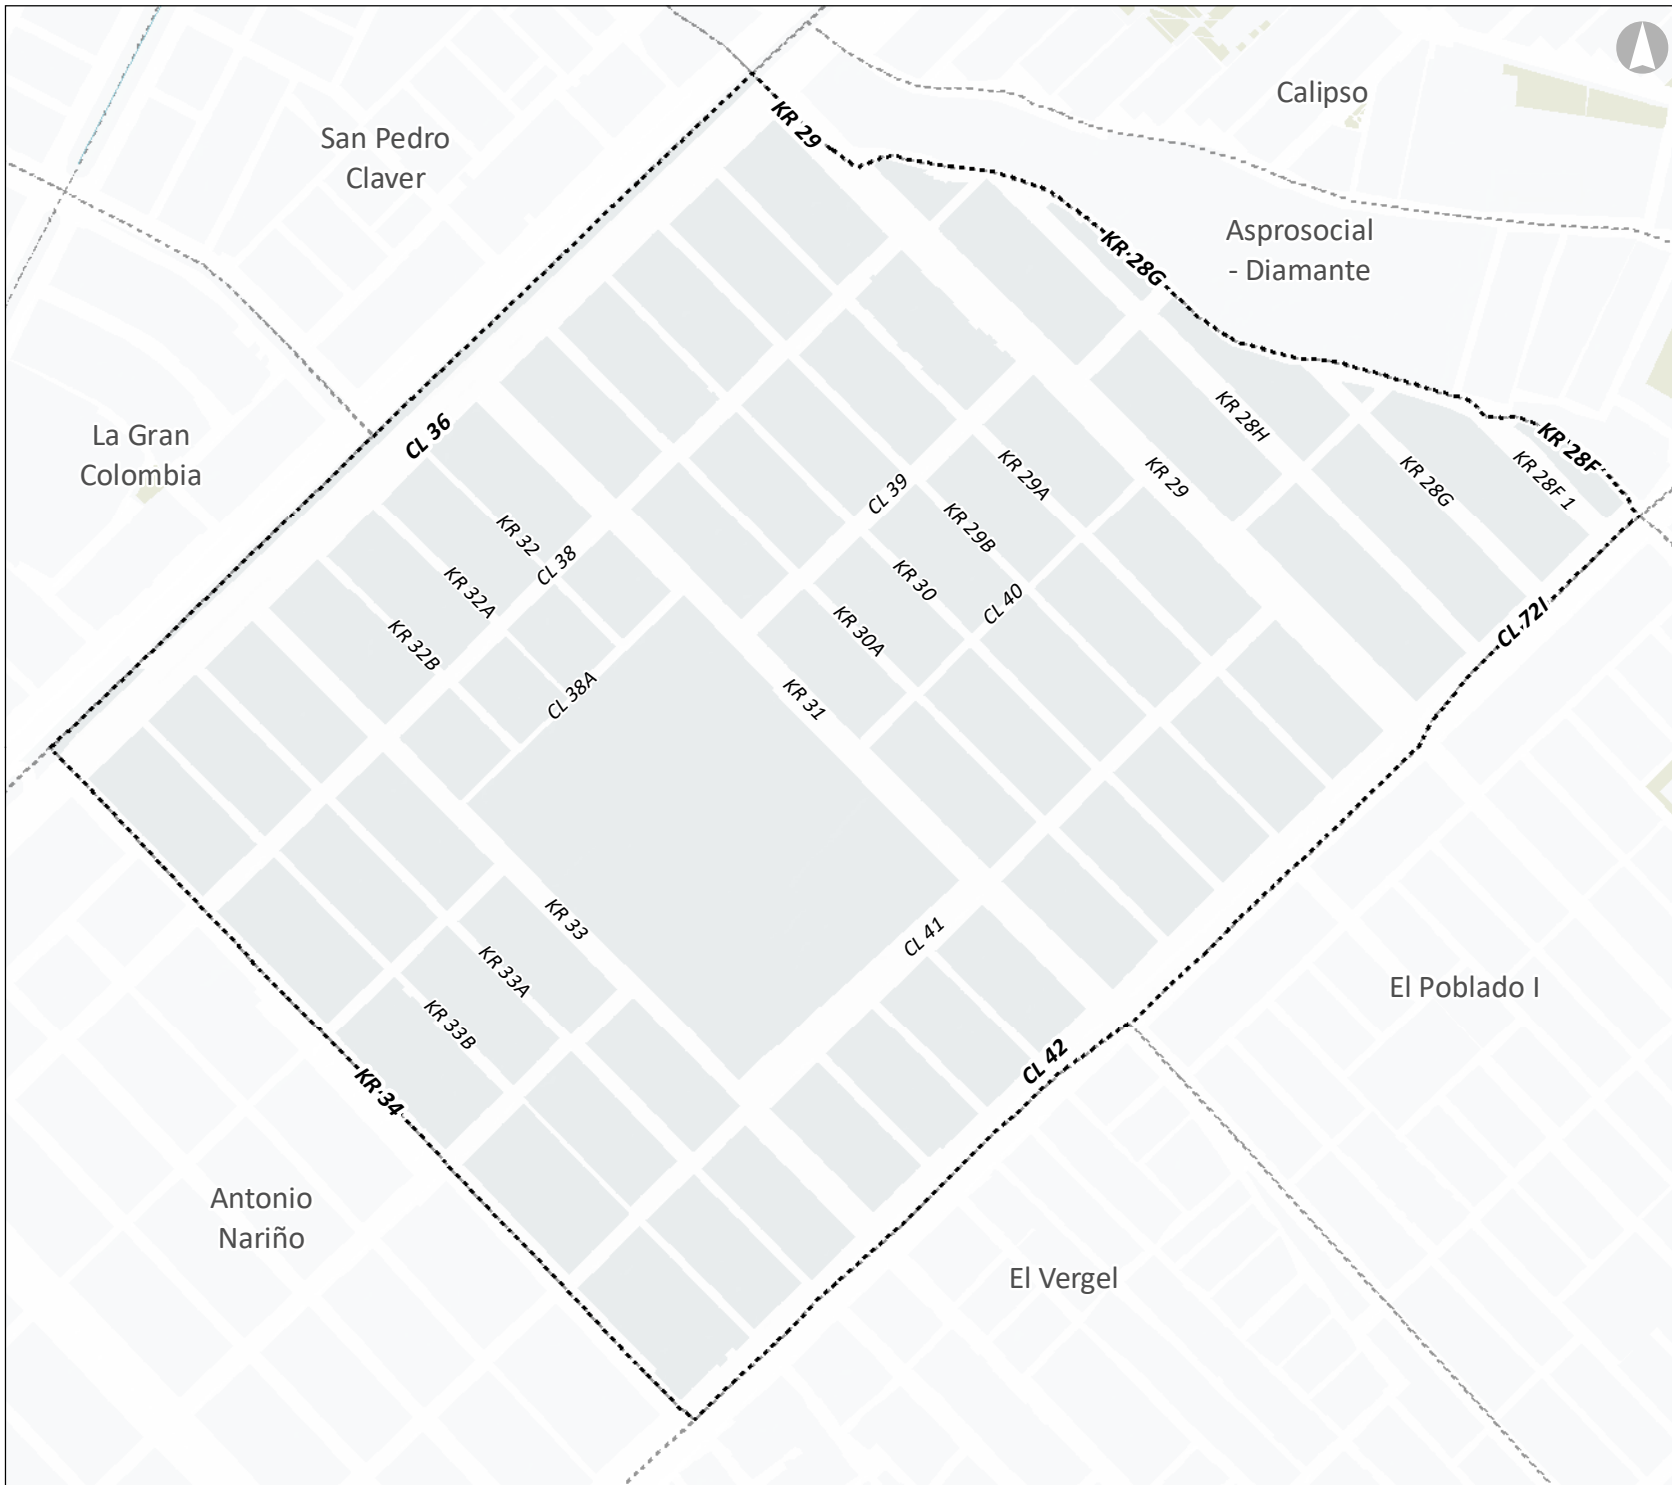 Calipso
KR 29
San Pedro
Claver
Asprosocial
- Diamante
KR 28G
KR 28H
La Gran
Colombia
CL 36
KR 28F
KR 29A
KR 29
KR 28G
KR 28F 1
CL 39
KR 29B
KR 32
CL 38
KR 30
KR 32A
CL 40
KR 30A
CL 72I
KR 32B
CL 38A
KR 31
KR 33
CL 41
KR 33A
El Poblado I
KR 33B
CL 42
KR 34
Antonio
Nariño
El Vergel